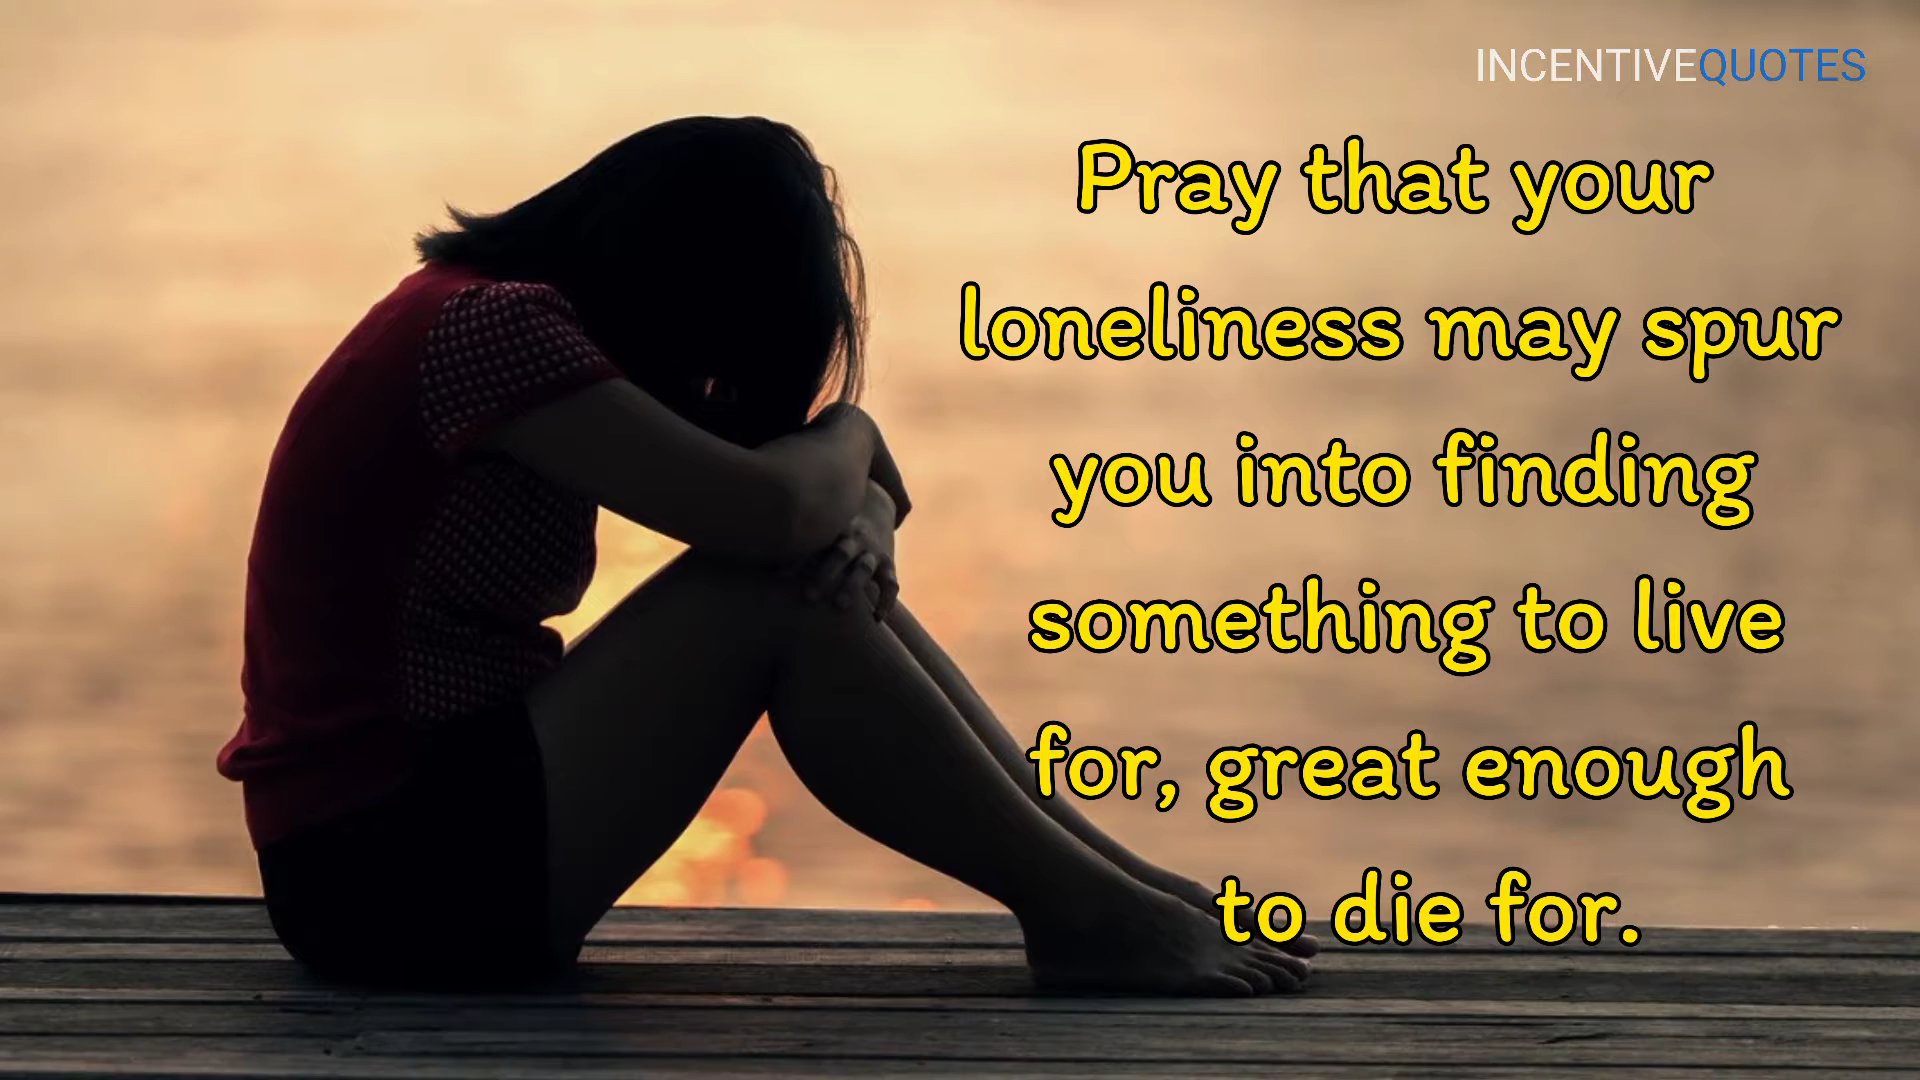 INCENTIVEQUOTES
Pray that your
loneliness may spur
you into finding
something to live
for, great enough
to die for.